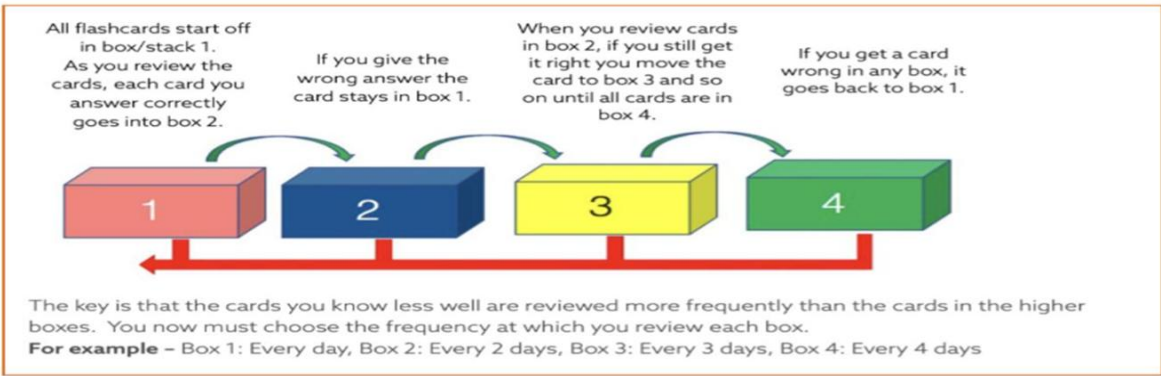 All flashcards start off
in box/stack 1.
As you review the
cards, each card you
answer correctly
goes into box 2.
If you give the
wrong answer the
card stays in box 1.
When you review cards
in box 2, if you still get
it right you move the
card to box 3 and so
on until all cards are in
box 4.
If you get a card
wrong in any box, it
goes back to box 1.
1
2
3
4
The key is that the cards you know less well are reviewed more frequently than the cards in the higher
boxes. You now must choose the frequency at which you review each box.
For example – Box 1: Every day, Box 2: Every 2 days, Box 3: Every 3 days, Box 4: Every 4 days